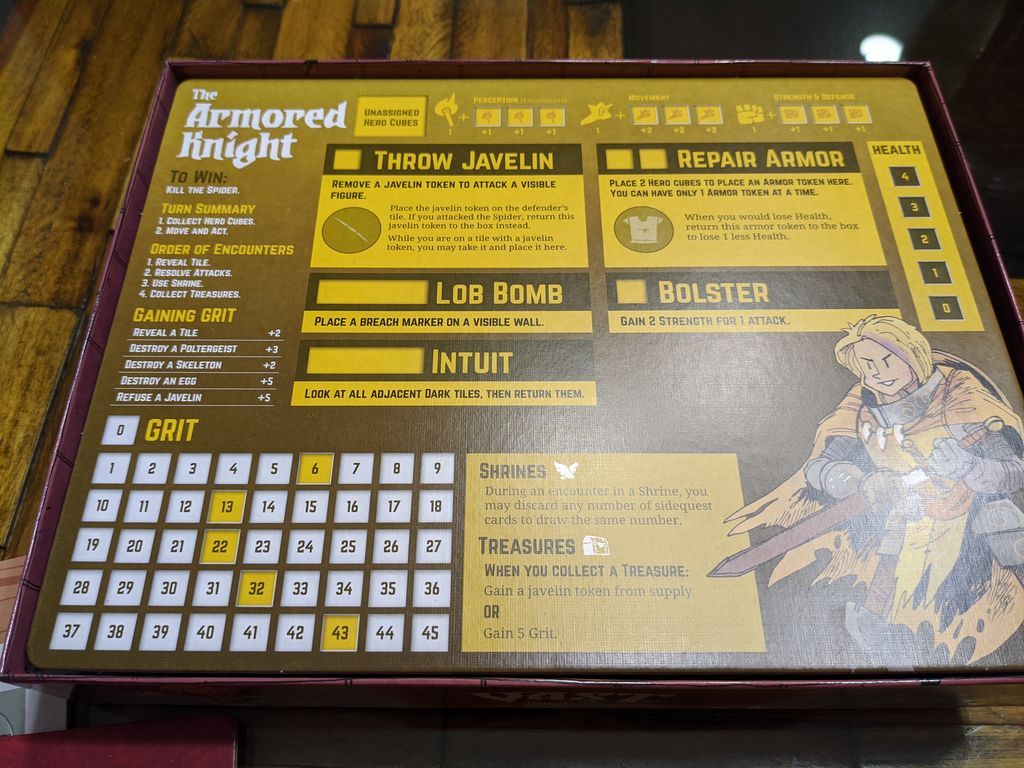 The
Armored
Knight
TO WIN:
KILL THE SPIDER.
TURN SUMMARY
1. COLLECT HERO CUBES.
2. MOVE AND ACT.
ORDER OF ENCOUNTERS
1. REVEAL TILE.
2. RESOLVE ATTACKS.
3. USE SHRINE.
4. COLLECT TREASURES.
GAINING GRIT
REVEAL A TILE +2
DESTROY A POLTERGEIST +3
DESTROY A SKELETON +2
DESTROY AN EGG +5
REFUSE A JAVELIN +5
UNASSIGNED
HERO CUBES
PERCEPTION (Encounters)
1 + +1 +1 +1
MOVEMENT
1 + +2 +2 +2
STRENGTH & DEFENSE
1 + +1 +1 +1
THROW JAVELIN
REMOVE A JAVELIN TOKEN TO ATTACK A VISIBLE
FIGURE.
Place the javelin token on the defender's
tile. If you attacked the Spider, return this
javelin token to the box instead.
While you are on a tile with a javelin
token, you may take it and place it here.
REPAIR ARMOR
PLACE 2 HERO CUBES TO PLACE AN ARMOR TOKEN HERE.
YOU CAN HAVE ONLY 1 ARMOR TOKEN AT A TIME.
When you would lose Health,
return this armor token to the box
to lose 1 less Health.
HEALTH
4
3
2
1
0
LOB BOMB
PLACE A BREACH MARKER ON A VISIBLE WALL.
BOLSTER
GAIN 2 STRENGTH FOR 1 ATTACK.
INTUIT
LOOK AT ALL ADJACENT DARK TILES, THEN RETURN THEM.
0 GRIT
1 2 3 4 5 6 7 8 9
10 11 12 13 14 15 16 17 18
19 20 21 22 23 24 25 26 27
28 29 30 31 32 33 34 35 36
37 38 39 40 41 42 43 44 45
SHRINES
During an encounter in a Shrine, you
may discard any number of sidequest
cards to draw the same number.
TREASURES
WHEN YOU COLLECT A TREASURE:
Gain a javelin token from supply.
OR
Gain 5 Grit.